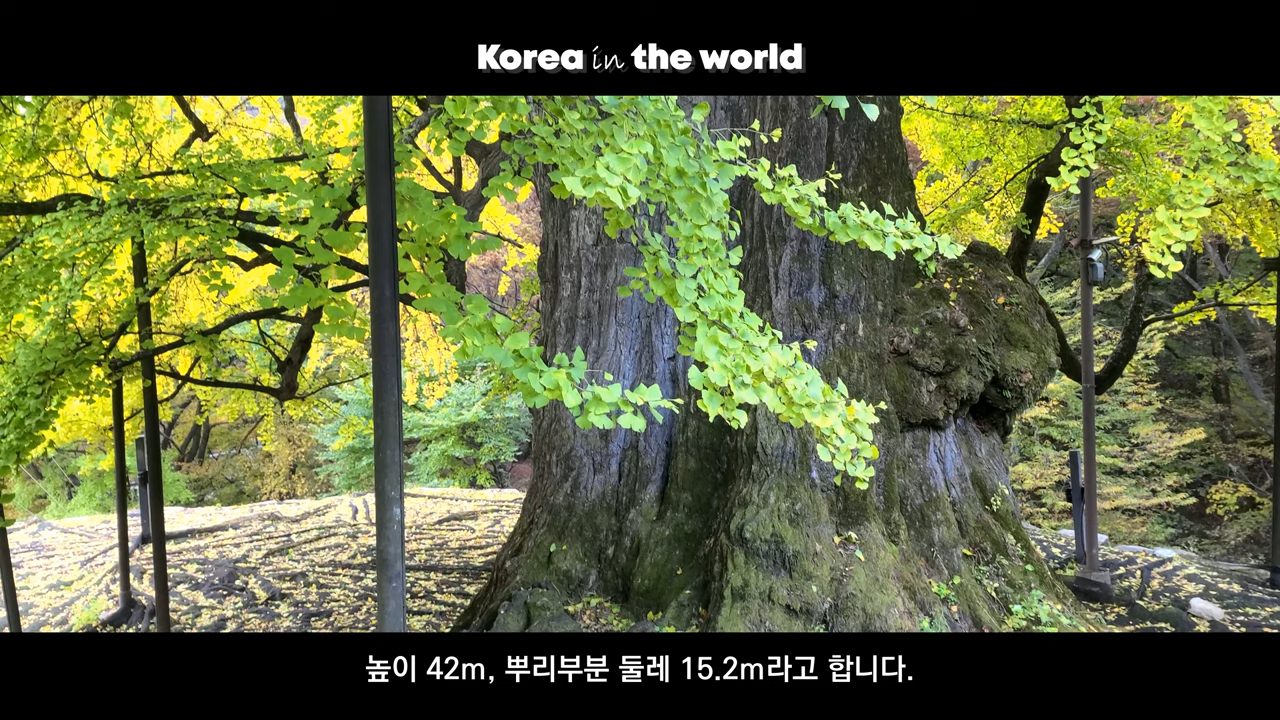 Korea in the world
높이 42m, 뿌리부분 둘레 15.2m라고 합니다.